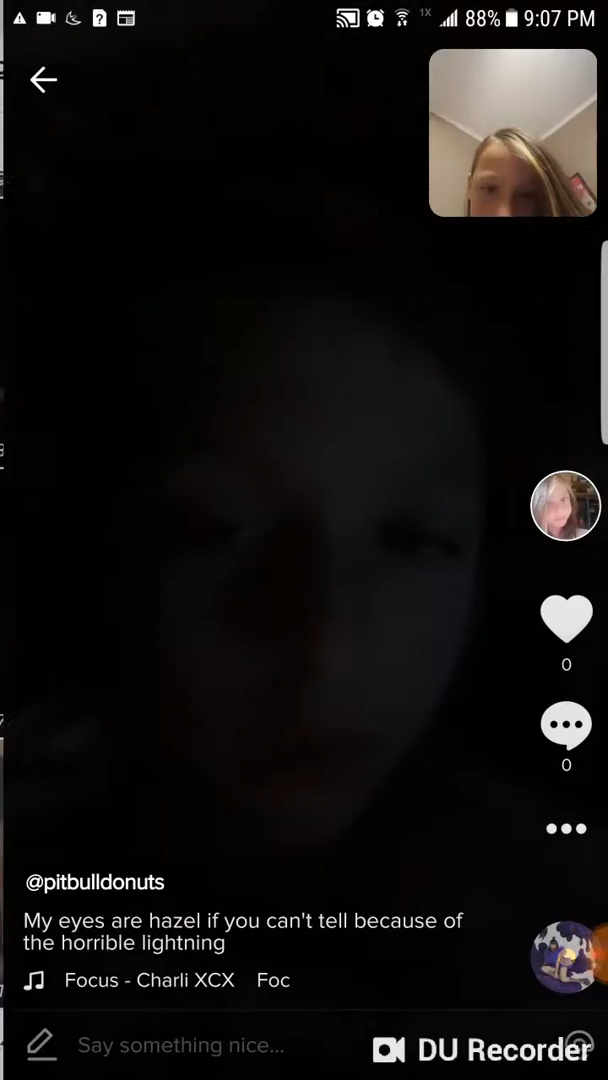 1X 88% 9:07 PM
0
0
@pitbulldonuts
My eyes are hazel if you can't tell because of
the horrible lightning
Focus - Charli XCX Foc
Say something nice...
DU Recorder